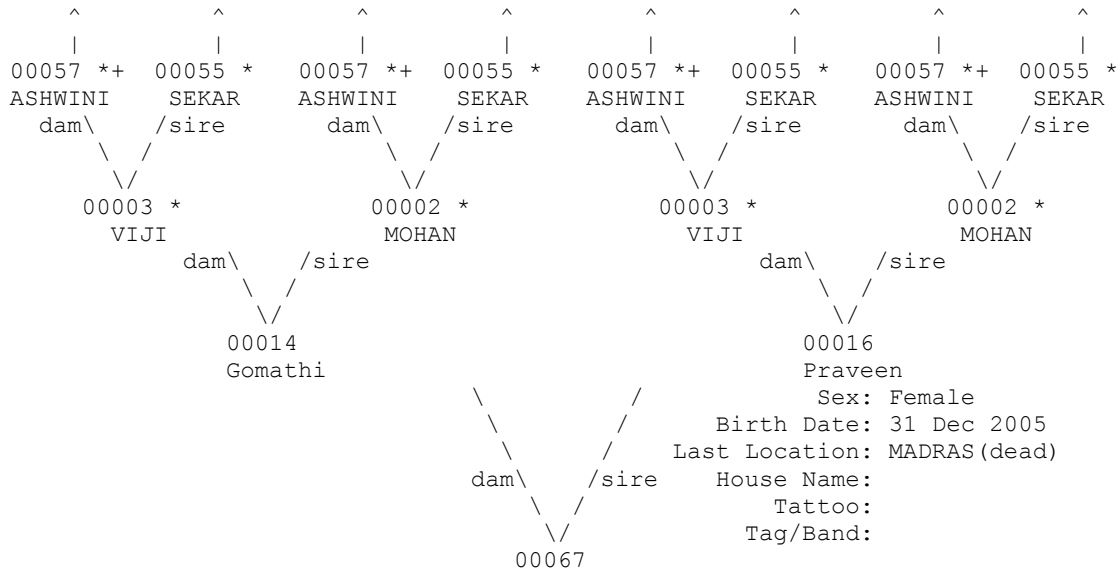 ^ ^ ^ ^ ^ ^ ^ ^
| | | | | | | |
00057 *+ 00055 * 00057 *+ 00055 * 00057 *+ 00055 * 00057 *+ 00055 *
ASHWINI SEKAR ASHWINI SEKAR ASHWINI SEKAR ASHWINI SEKAR
dam\ /sire dam\ /sire dam\ /sire dam\ /sire
\ / \ / \ / \ /
\/ \/ \/ \/
00003 * 00002 * 00003 * 00002 *
VIJI MOHAN VIJI MOHAN
dam\ /sire dam\ /sire
\ / \ /
\/ \/
00014 00016
Gomathi Praveen
\ / Sex: Female
\ / Birth Date: 31 Dec 2005
\ / Last Location: MADRAS(dead)
dam\ /sire House Name:
\ / Tattoo:
\/ Tag/Band:
00067